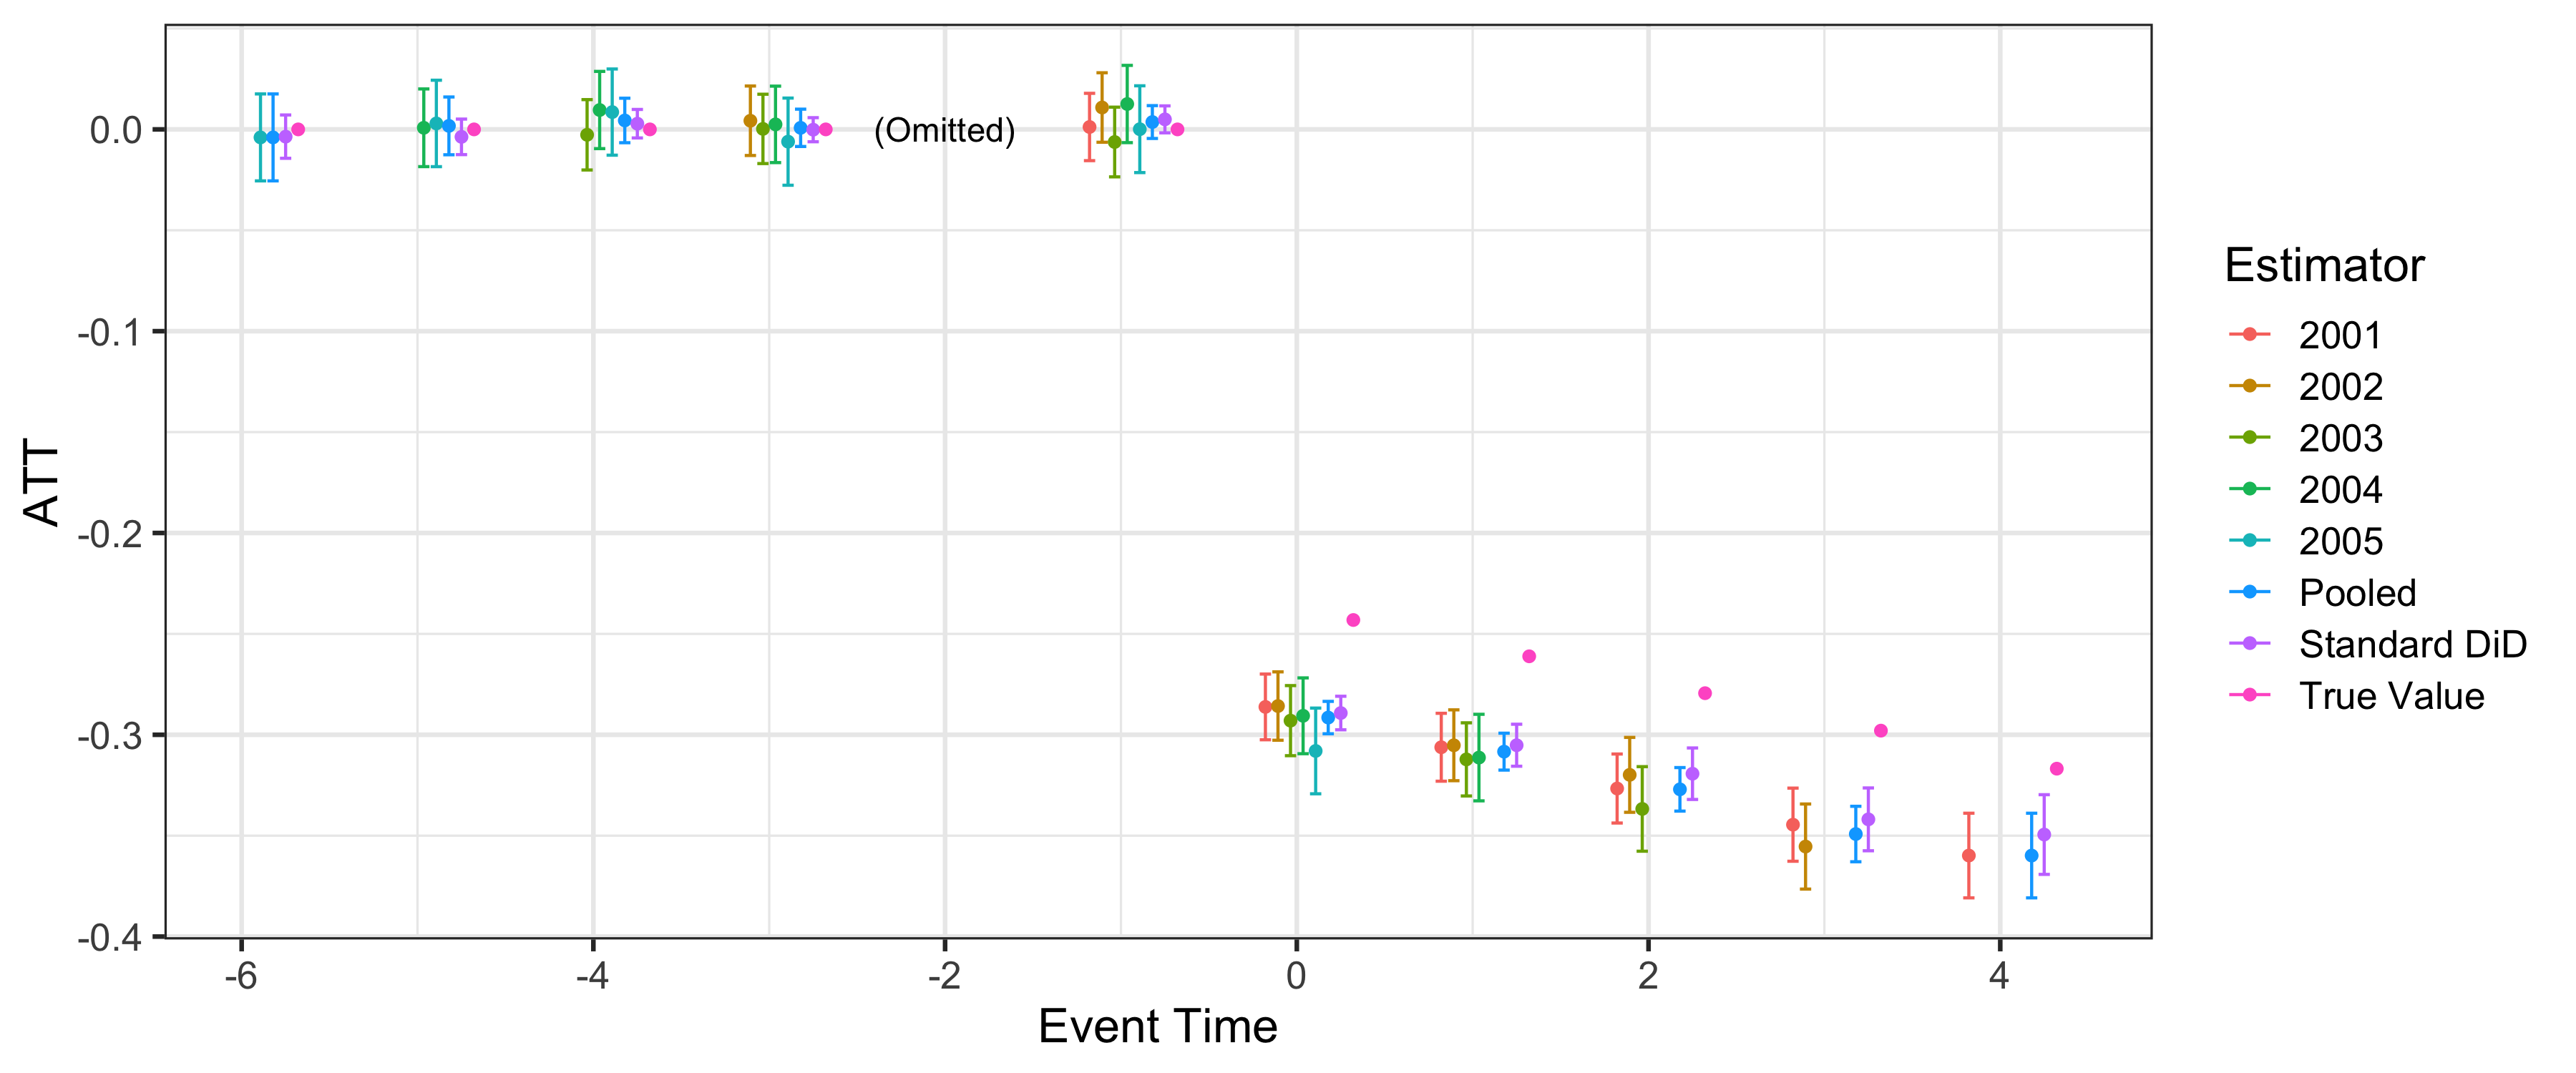 0.0
-0.1
-0.2
-0.3
-0.4
ATT
(Omitted)
-6
-4
-2
0
2
4
Event Time
Estimator
2001
2002
2003
2004
2005
Pooled
Standard DiD
True Value